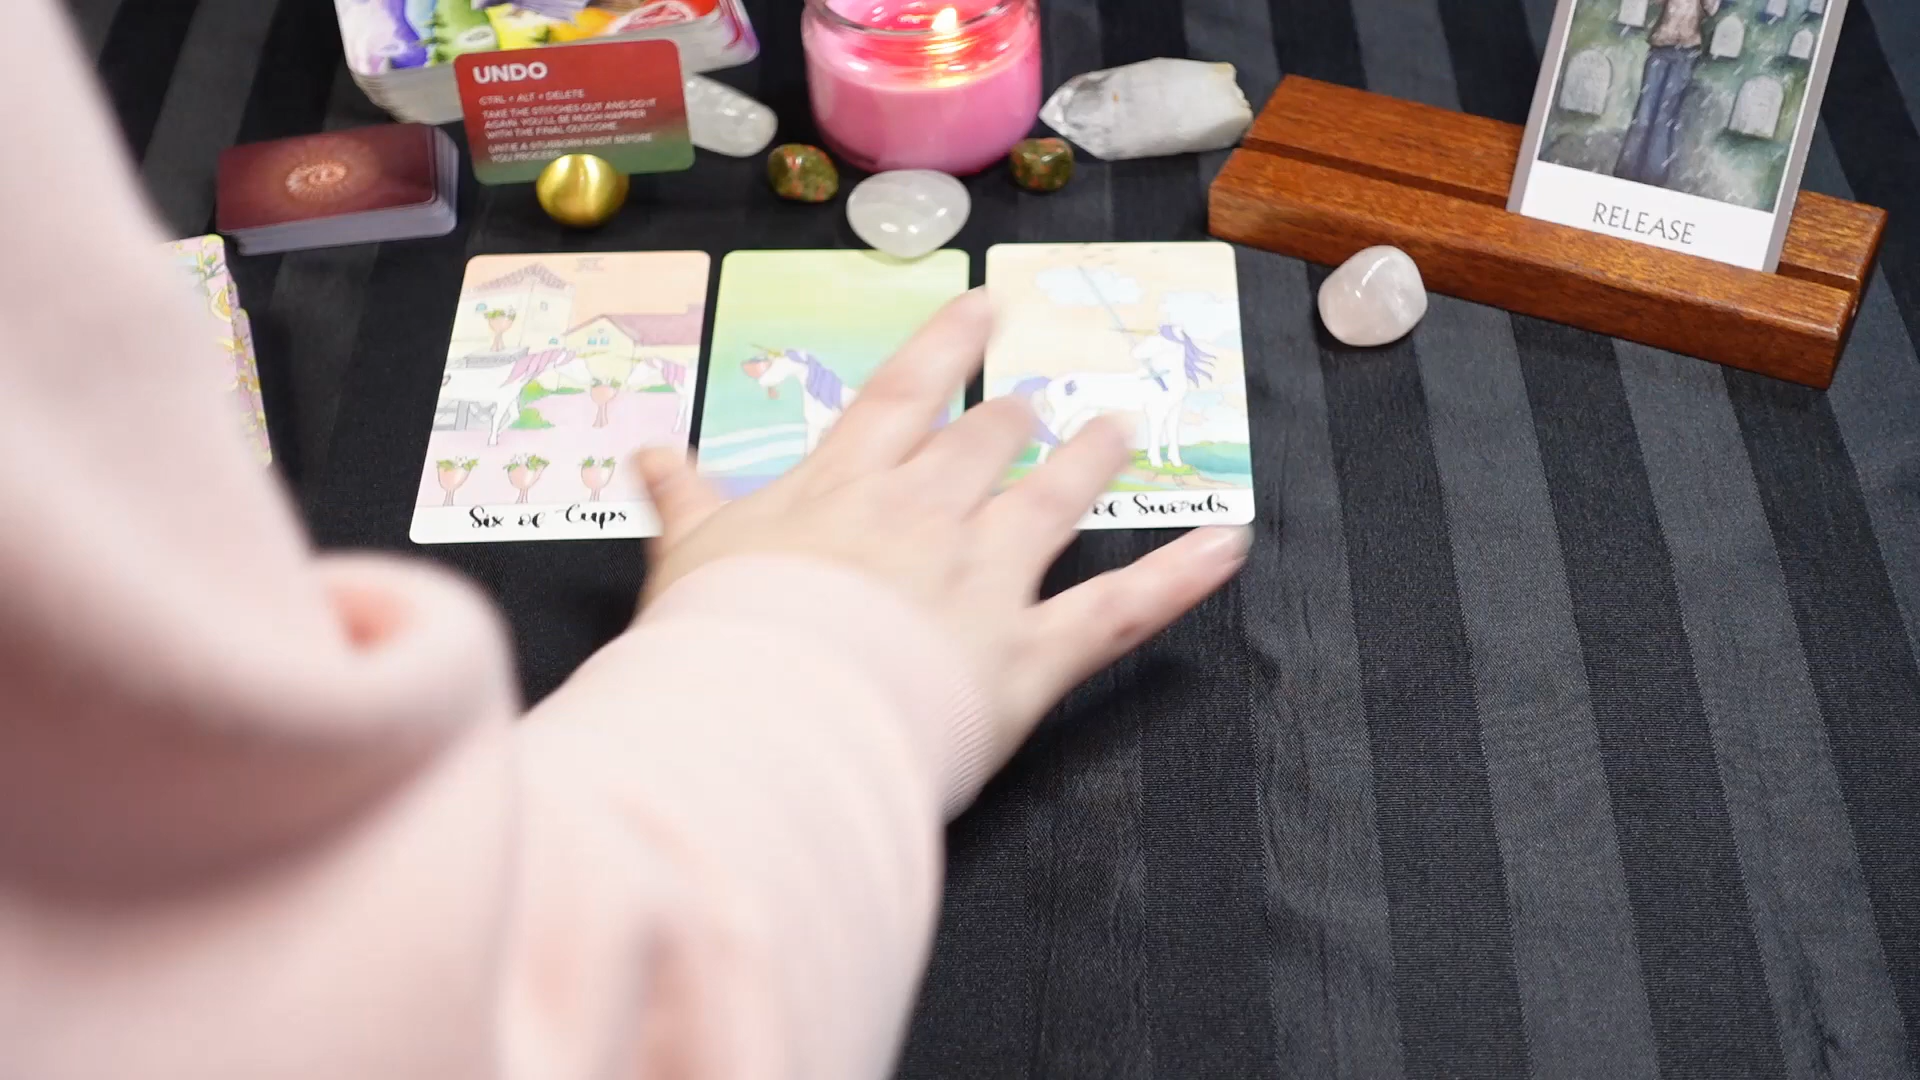 UNDO
CTRL + ALT + DELETE
TAKE THE STITCHES OUT AND DO IT
AGAIN. YOU'LL BE MUCH HAPPIER
WITH THE FINAL OUTCOME.
UNTIE A STUBBORN KNOT BEFORE
YOU PROCEED
RELEASE
Six of Cups
of Swords